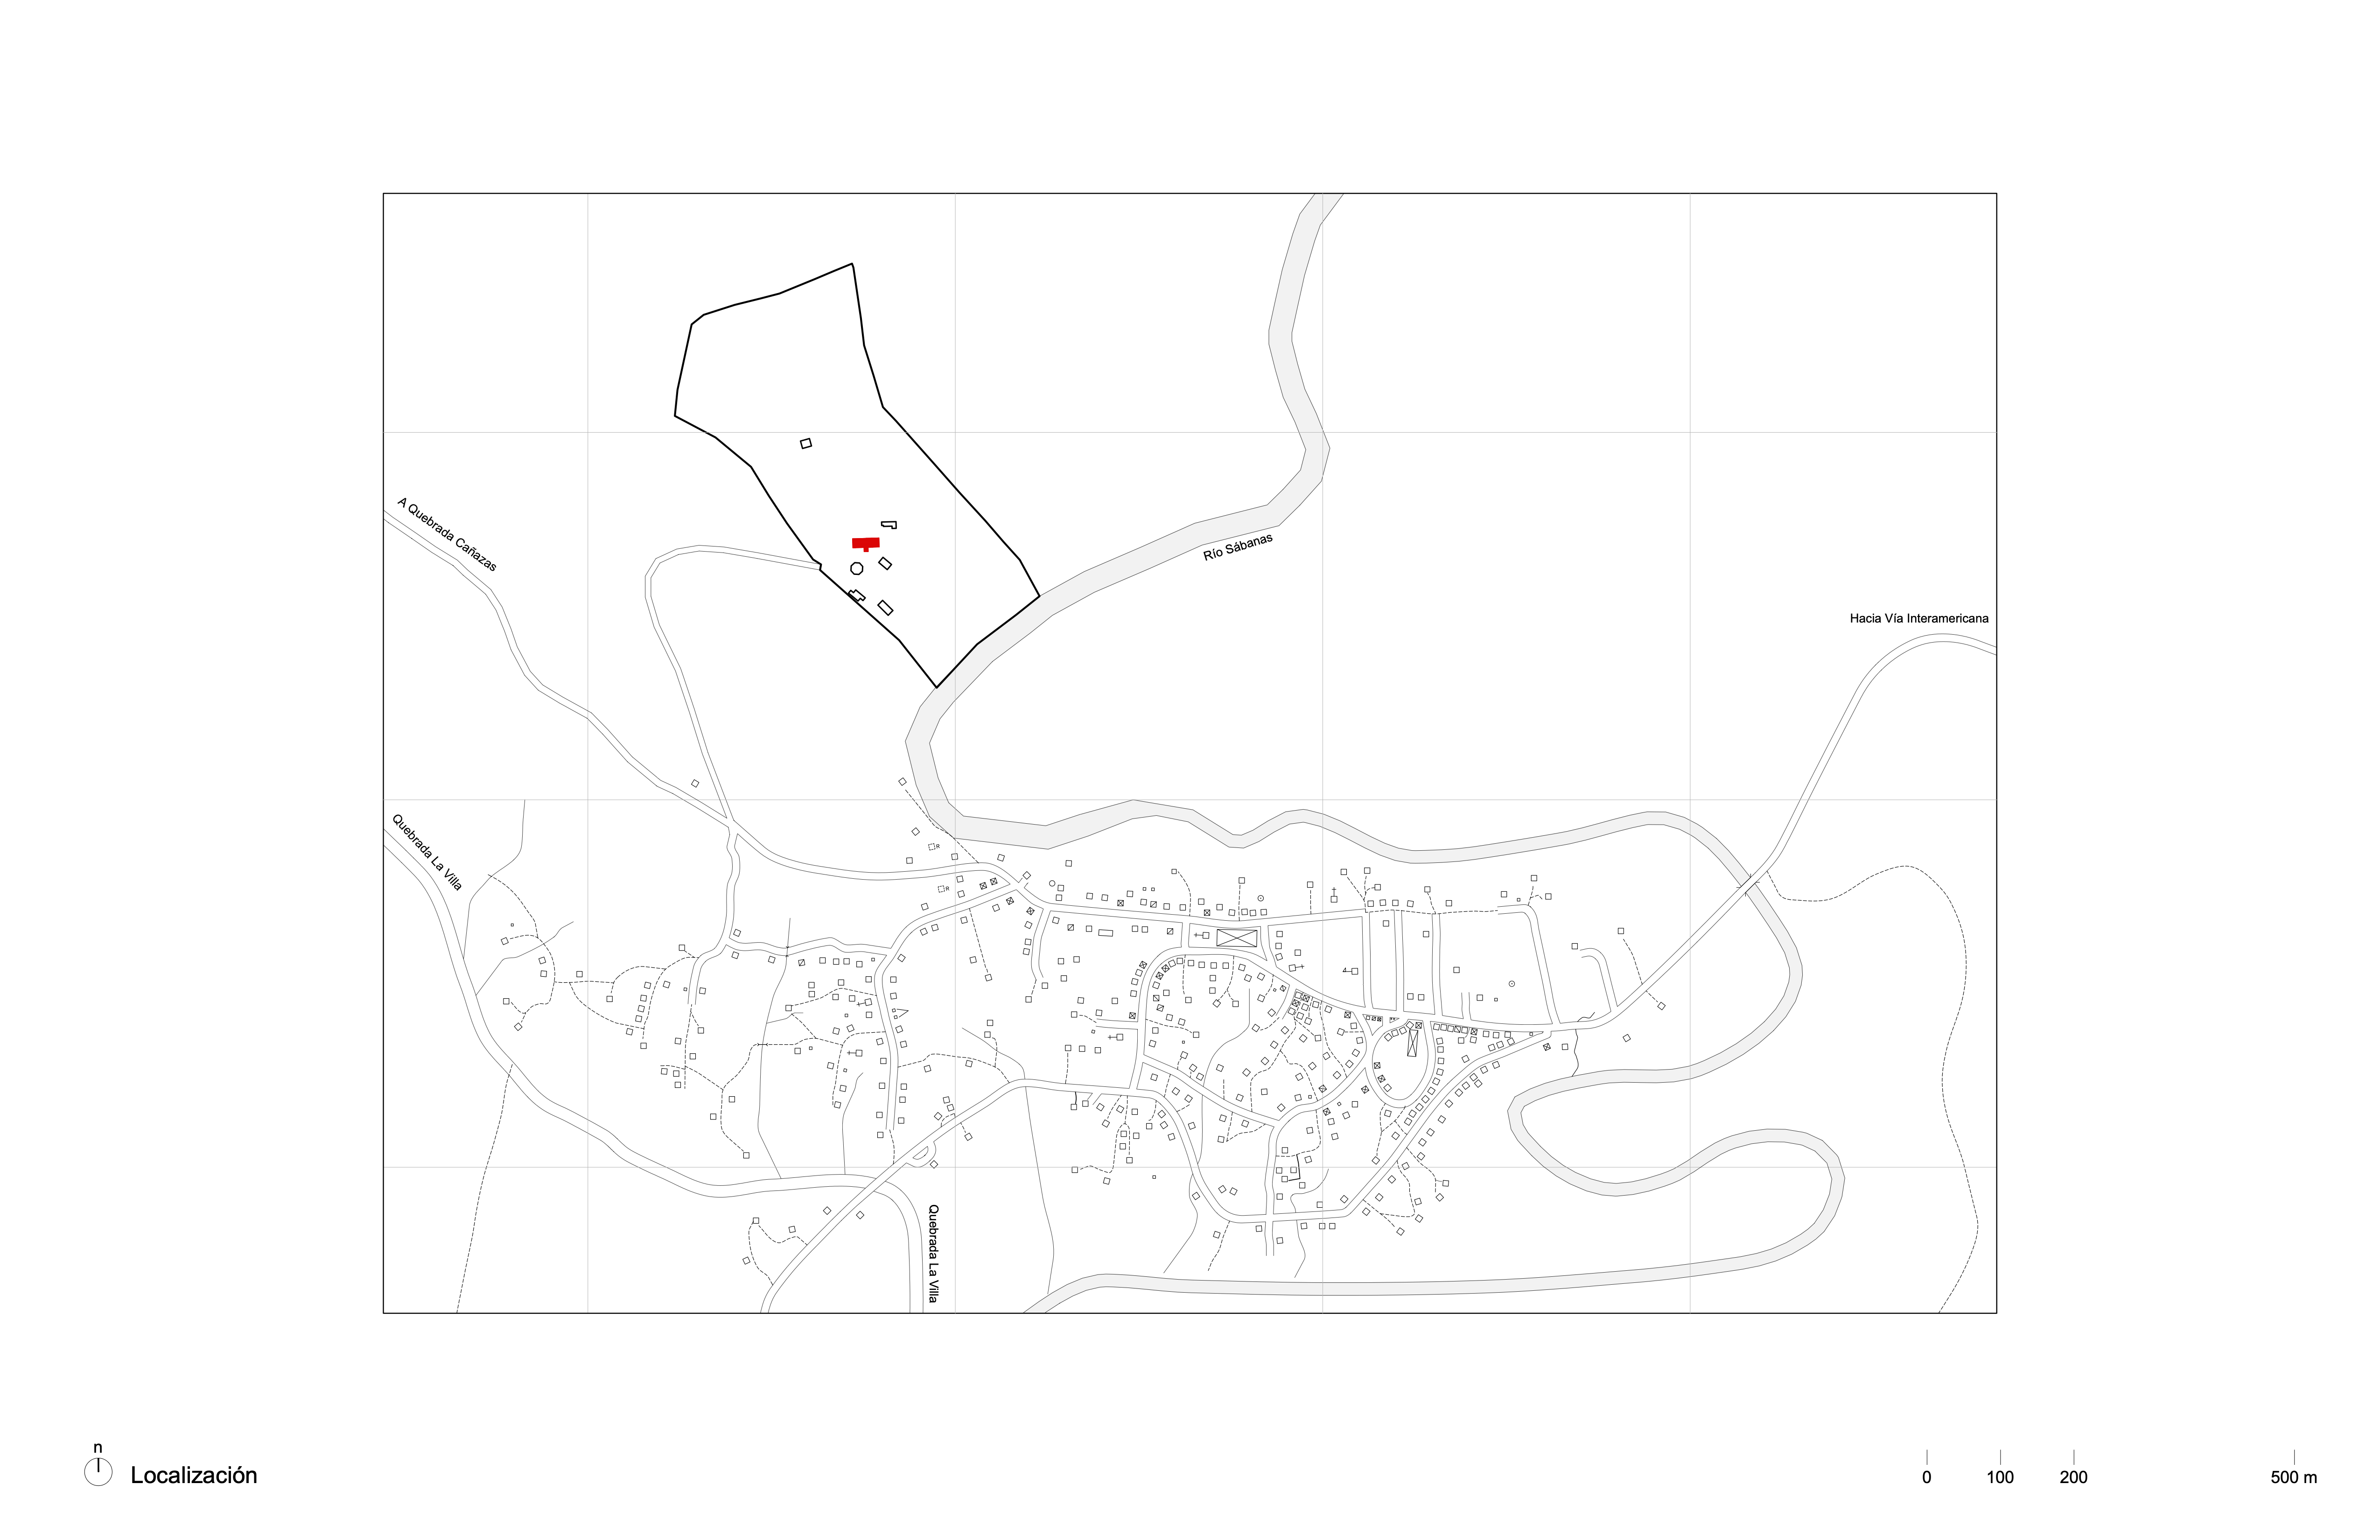 A Quebrada Cañazas
Río Sábanas
Hacia Vía Interamericana
Quebrada La Villa
R
R
Quebrada La Villa
n
Localización
0 100 200 500 m